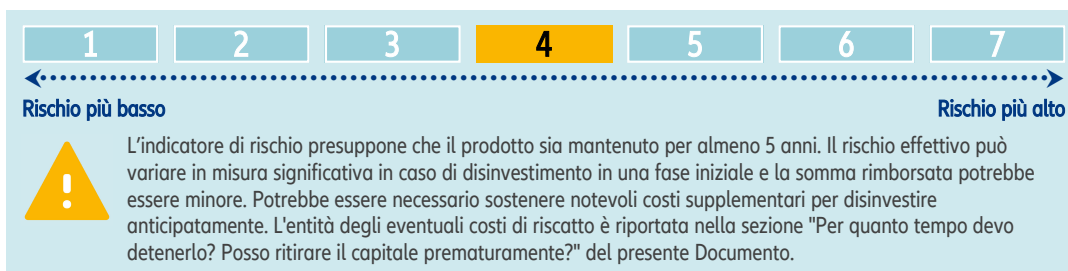 1 2 3 4 5 6 7
Rischio più basso Rischio più alto
L'indicatore di rischio presuppone che il prodotto sia mantenuto per almeno 5 anni. Il rischio effettivo può
variare in misura significativa in caso di disinvestimento in una fase iniziale e la somma rimborsata potrebbe
essere minore. Potrebbe essere necessario sostenere notevoli costi supplementari per disinvestire
anticipatamente. L'entità degli eventuali costi di riscatto è riportata nella sezione "Per quanto tempo devo
detenerlo? Posso ritirare il capitale prematuramente?" del presente Documento.